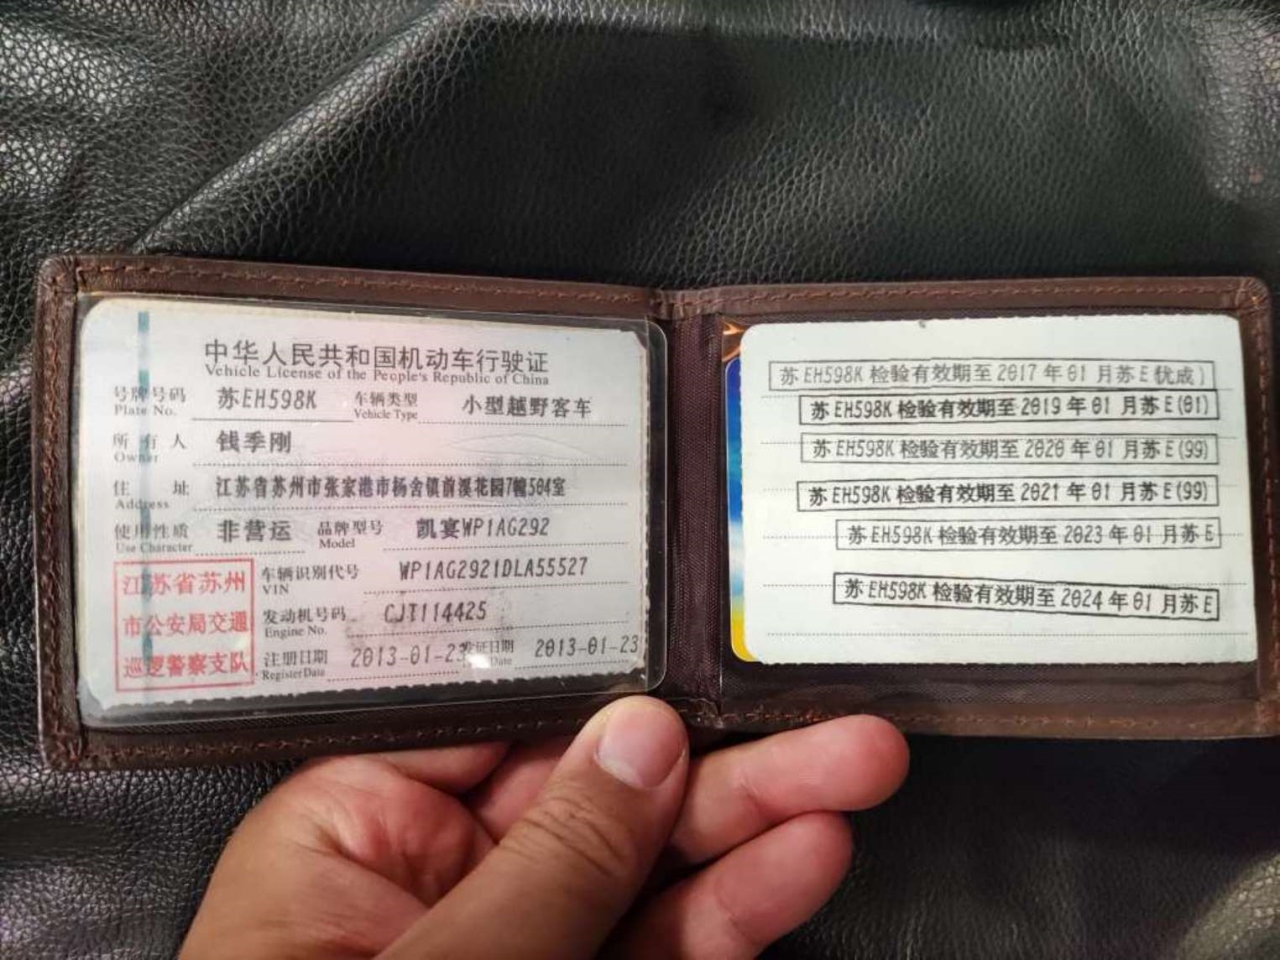 中华人民共和国机动车行驶证
Vehicle License of the People's Republic of China
号牌号码 苏EH598K 车辆类型 小型越野客车
Plate No. Vehicle Type
所有人 钱季刚
Owner
住址 江苏省苏州市张家港市杨舍镇前溪花园7幢504室
Address
使用性质 非营运 品牌型号 凯宴WP1AG292
Use Character Model
江苏省苏州
市公安局交通
巡逻警察支队
车辆识别代号 WP1AG2921DLA55527
VIN
发动机号码 CJT114425
Engine No.
注册日期 2013-01-23 发证日期 2013-01-23
Register Date Date
苏EH598K检验有效期至2017年01月苏E(优成)
苏EH598K检验有效期至2019年01月苏E(01)
苏EH598K检验有效期至2020年01月苏E(99)
苏EH598K检验有效期至2021年01月苏E(99)
苏EH598K检验有效期至2023年01月苏E
苏EH598K检验有效期至2024年01月苏E